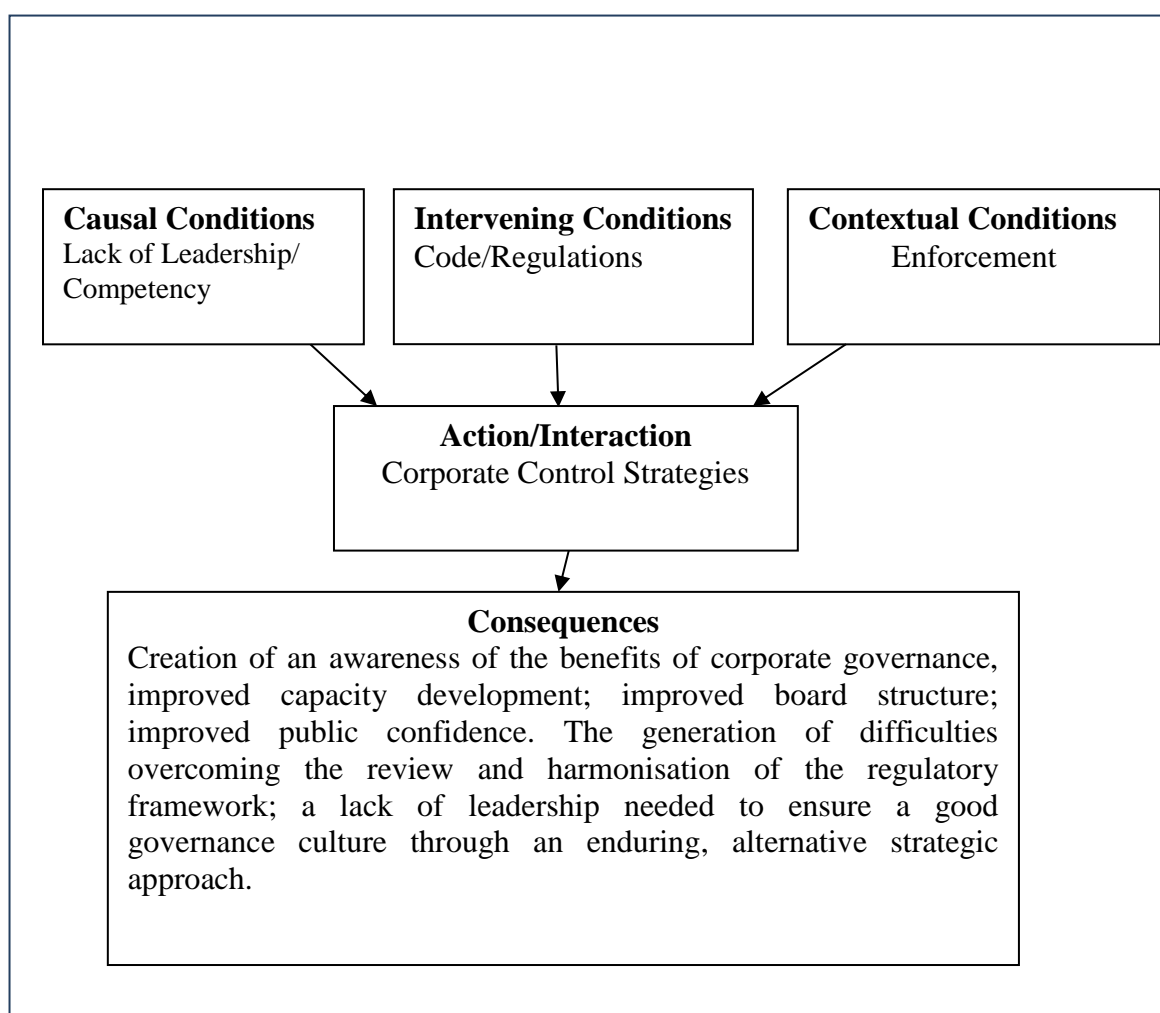 Causal Conditions
Lack of Leadership/
Competency
Intervening Conditions
Code/Regulations
Contextual Conditions
Enforcement
Action/Interaction
Corporate Control Strategies
Consequences
Creation of an awareness of the benefits of corporate governance,
improved capacity development; improved board structure;
improved public confidence. The generation of difficulties
overcoming the review and harmonisation of the regulatory
framework; a lack of leadership needed to ensure a good
governance culture through an enduring, alternative strategic
approach.